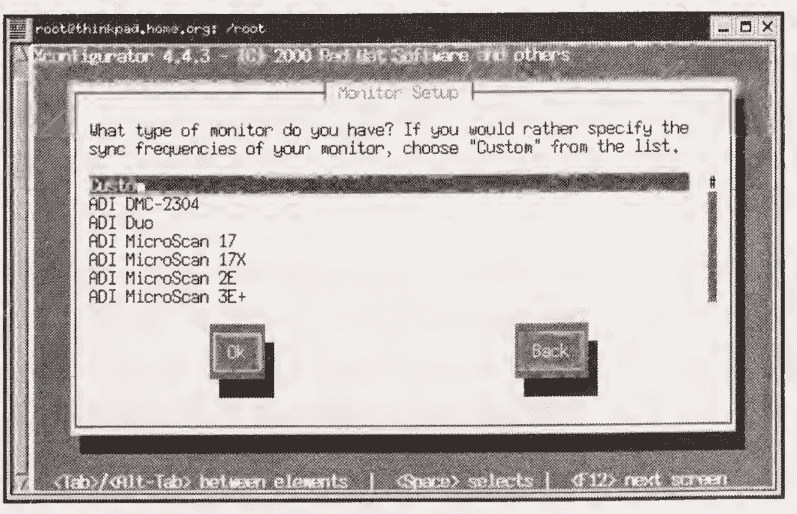 root@thinkpad.home.org: /root
Xconfigurator 4.4.3 - (C) 2000 Red Hat Software and others
Monitor Setup
What type of monitor do you have? If you would rather specify the
sync frequencies of your monitor, choose "Custom" from the list.
Custom
#
ADI DMC-2304
ADI Duo
ADI MicroScan 17
ADI MicroScan 17X
ADI MicroScan 2E
ADI MicroScan 3E+
Ok
Back
<Tab>/<Alt-Tab> between elements | <Space> selects | <F12> next screen